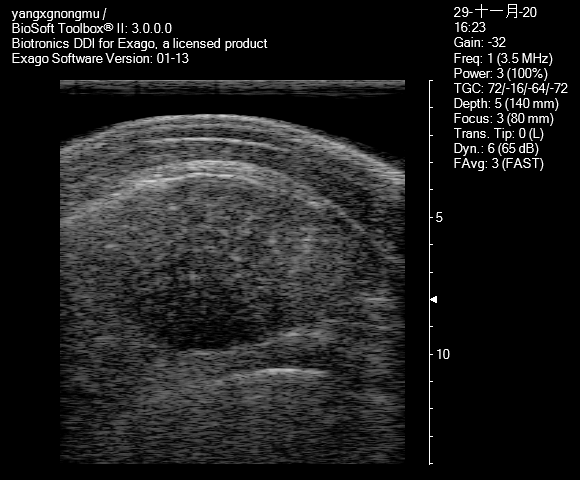 yangxgnongmu /
BioSoft Toolbox® II: 3.0.0.0
Biotronics DDI for Exago, a licensed product
Exago Software Version: 01-13
29-十一月-20
16:23
Gain: -32
Freq: 1 (3.5 MHz)
Power: 3 (100%)
TGC: 72/-16/-64/-72
Depth: 5 (140 mm)
Focus: 3 (80 mm)
Trans. Tip: 0 (L)
Dyn.: 6 (65 dB)
FAvg: 3 (FAST)
5
10